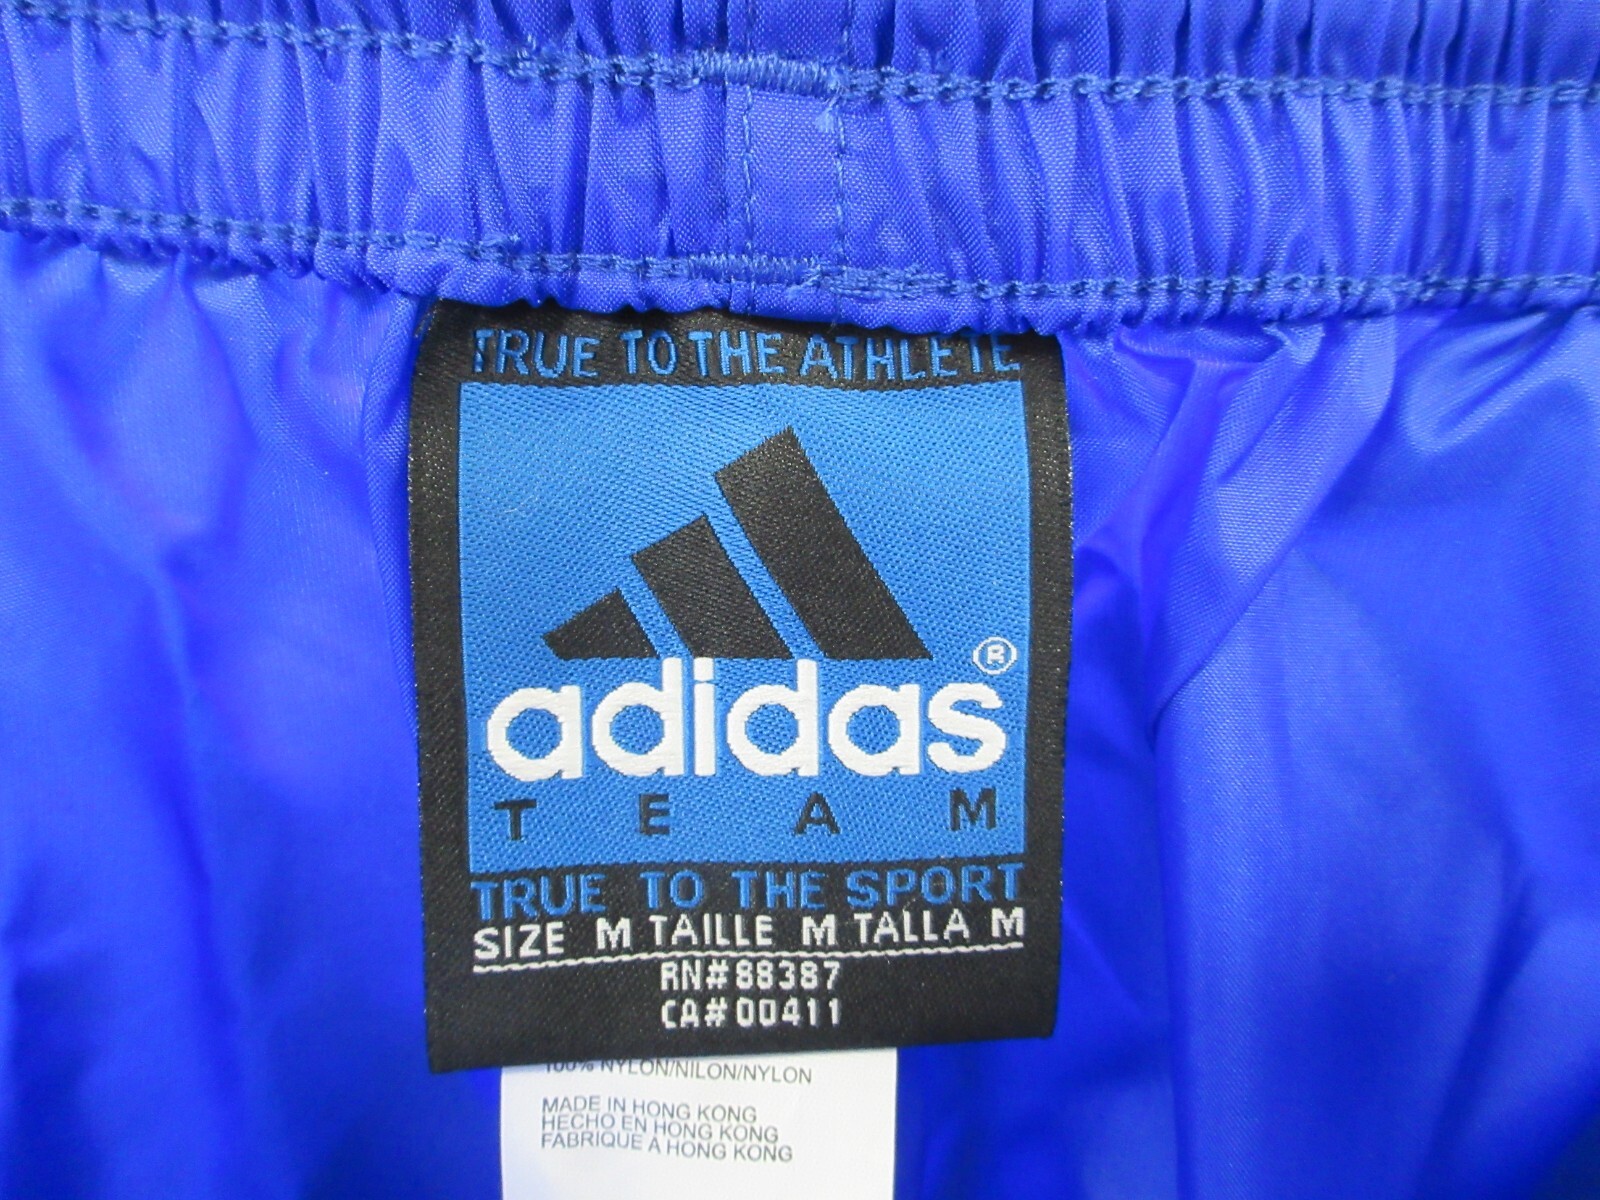 TRUE TO THE ATHLETE
®
adidas
TEAM
TRUE TO THE SPORT
SIZE M TAILLE M TALLA M
RN#88387
CA#00411
100% NYLON/NILON/NYLON
MADE IN HONG KONG
HECHO EN HONG KONG
FABRIQUE A HONG KONG